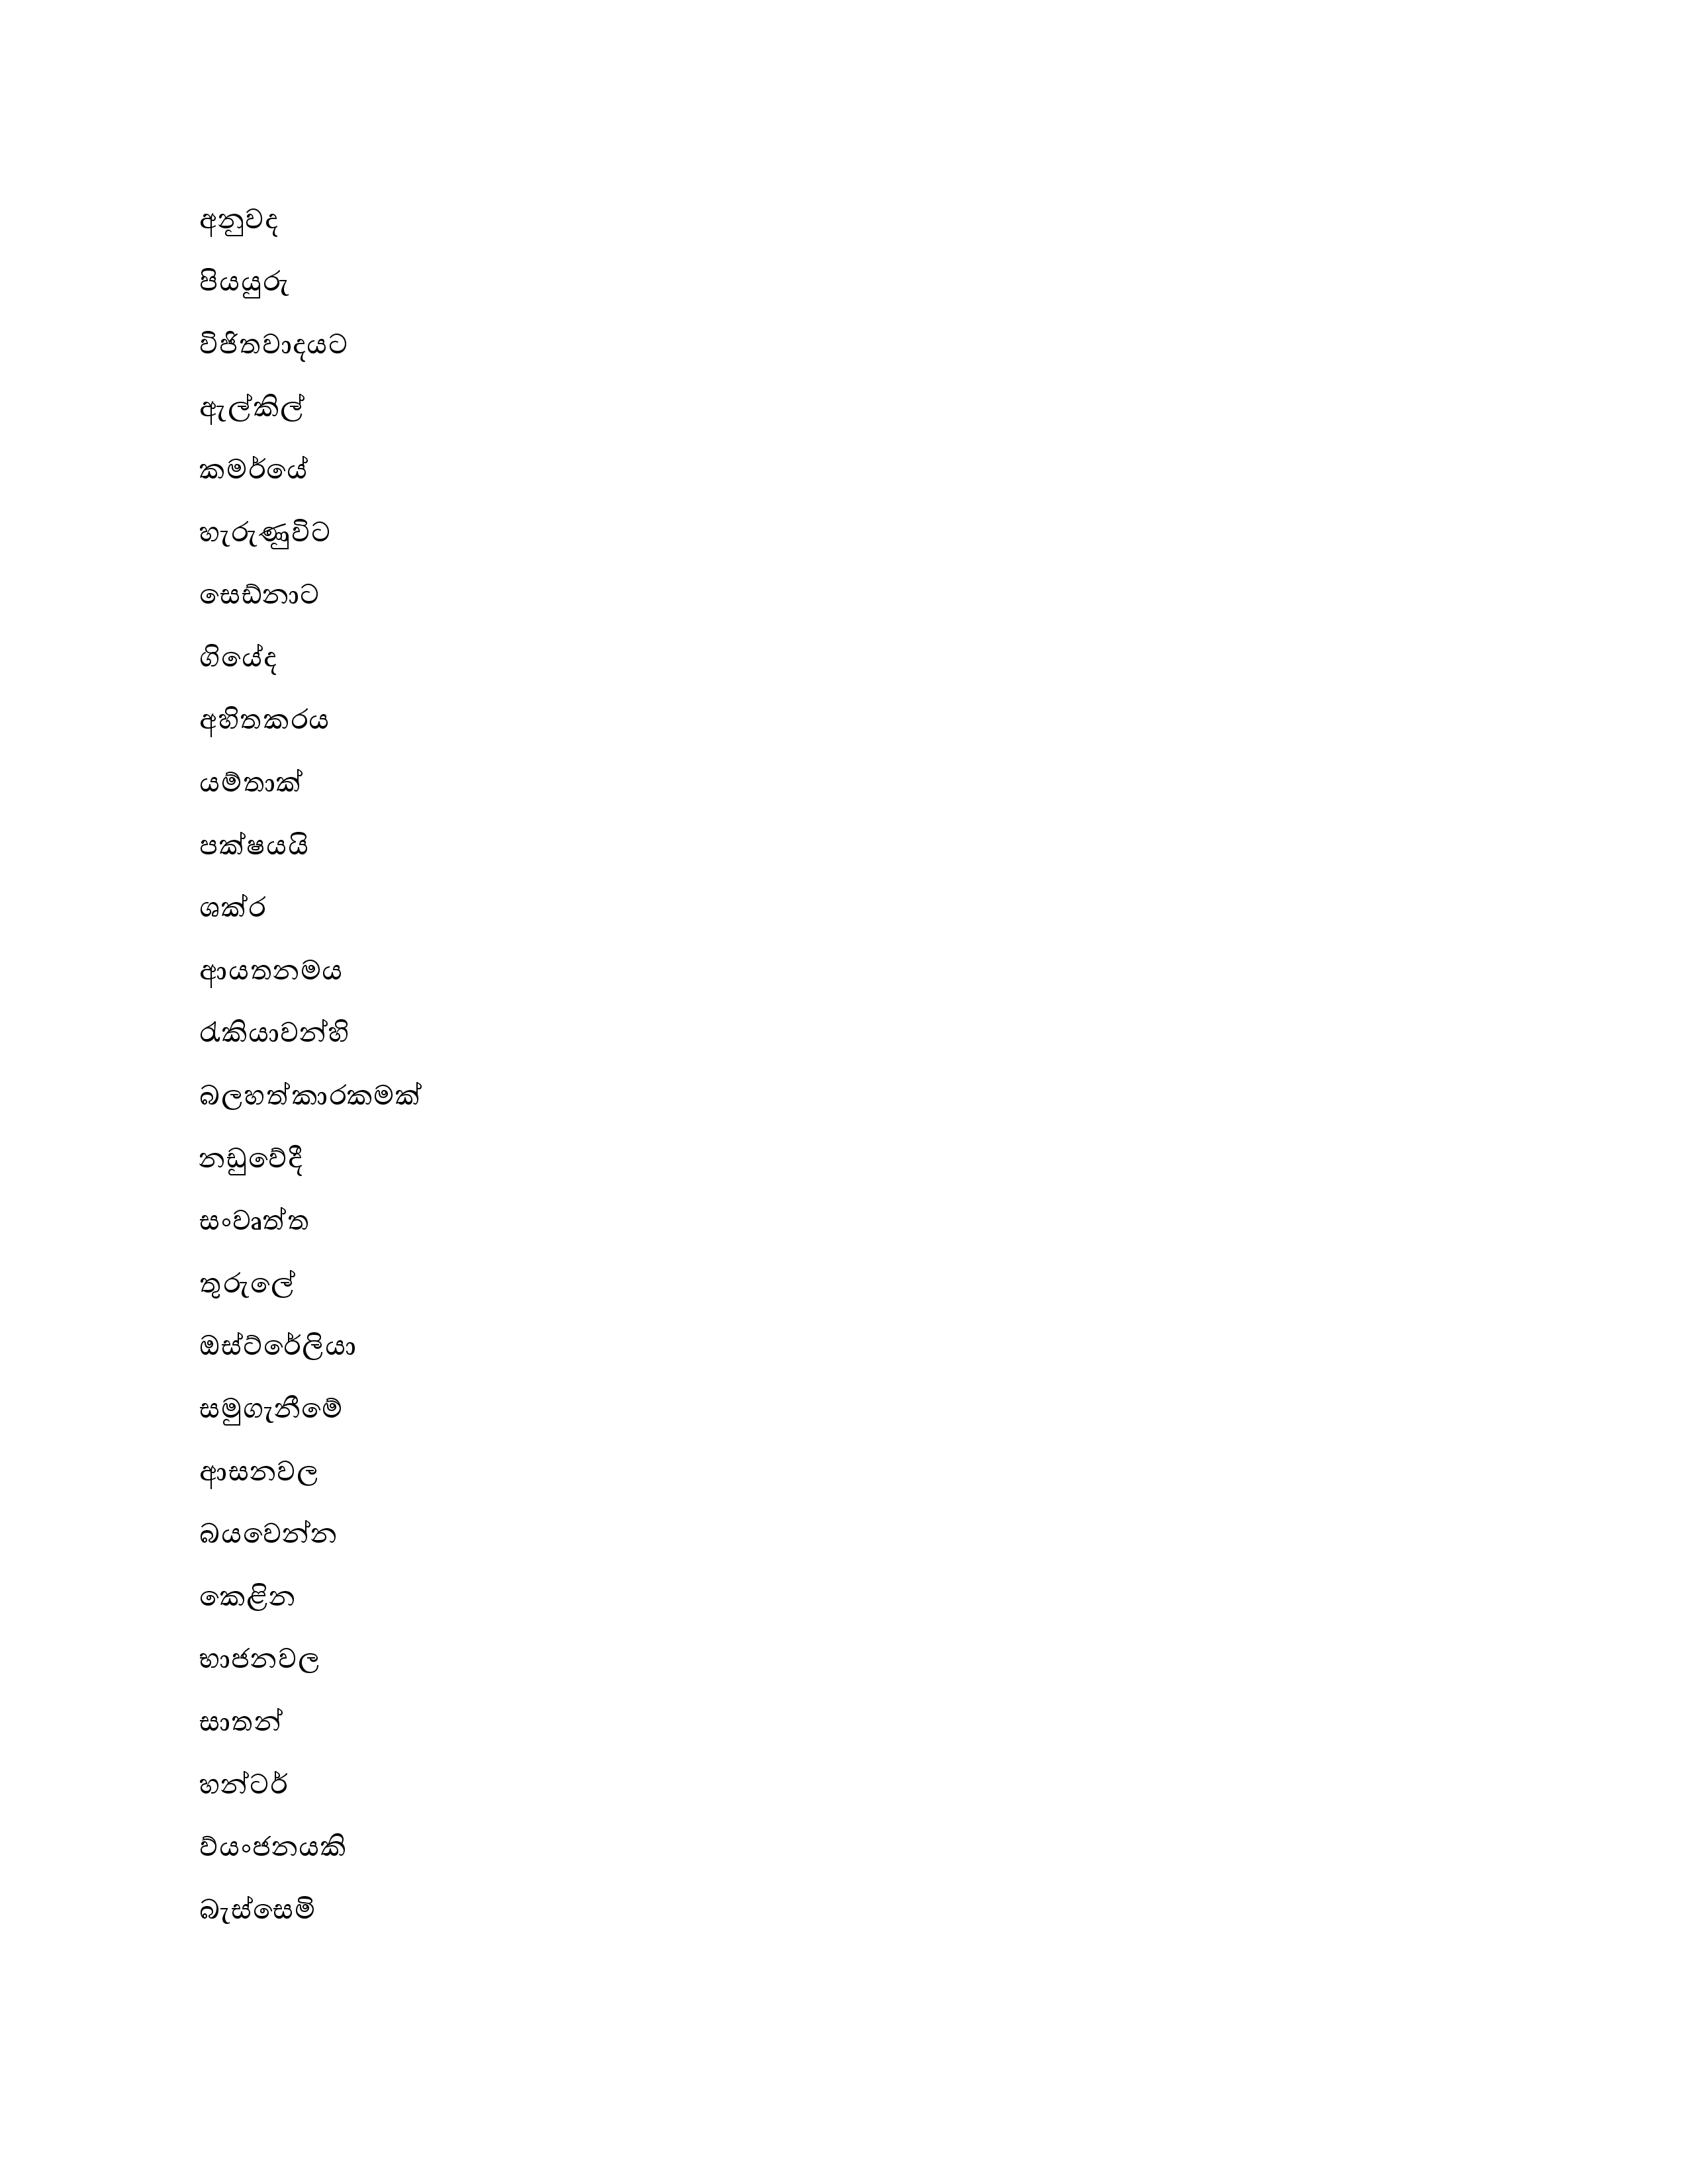 අනුවද
පියයුරු
විජිතවාදයට
ඇල්කිල්
කමර්යේ
හැරුණුවිට
සෙඩ්නාට
ගියේද
අහිතකරය
යම්තාක්
පක්ෂයයි
ශක්ර
ආයතනමය
රැකියාවන්හි
බලහත්කාරකමක්
නඩුවේදී
සංවෘත්ත
තුරුලේ
ඔස්ට්රේලියා
සමුගැනීමේ
ආසනවල
බයවෙන්න
කෙළින
භාජනවල
සාතන්
හන්ටර්
ව්යංජනයකි
බැස්සෙමි